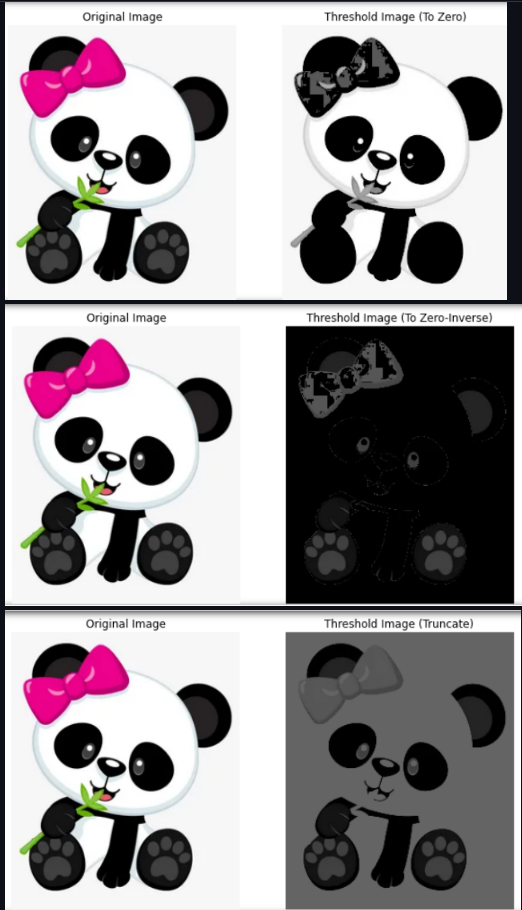 Original Image
Threshold Image (To Zero)
Original Image
Threshold Image (To Zero-Inverse)
Original Image
Threshold Image (Truncate)